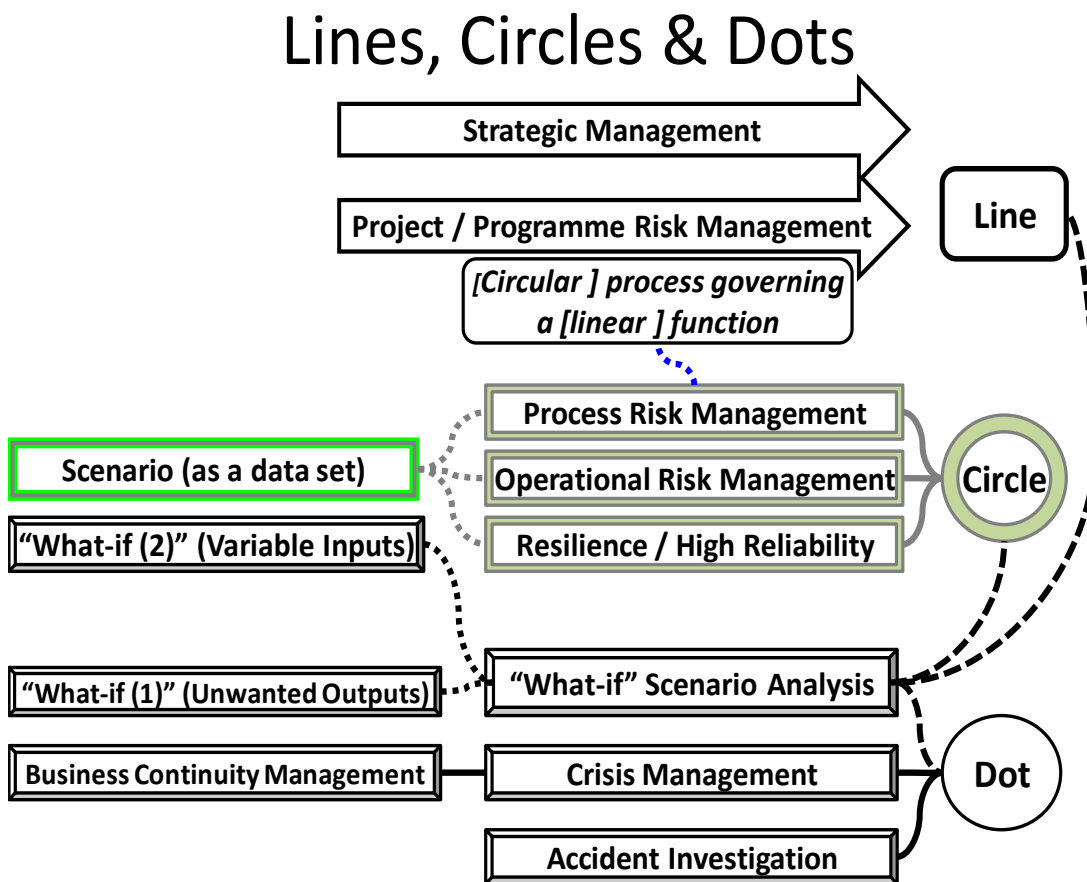 Lines, Circles & Dots
Strategic Management
Line
Project / Programme Risk Management
[Circular ] process governing
a [linear ] function
Process Risk Management
Scenario (as a data set)
Operational Risk Management
Circle
“What-if (2)” (Variable Inputs)
Resilience / High Reliability
“What-if (1)” (Unwanted Outputs)
“What-if” Scenario Analysis
Business Continuity Management
Crisis Management
Dot
Accident Investigation